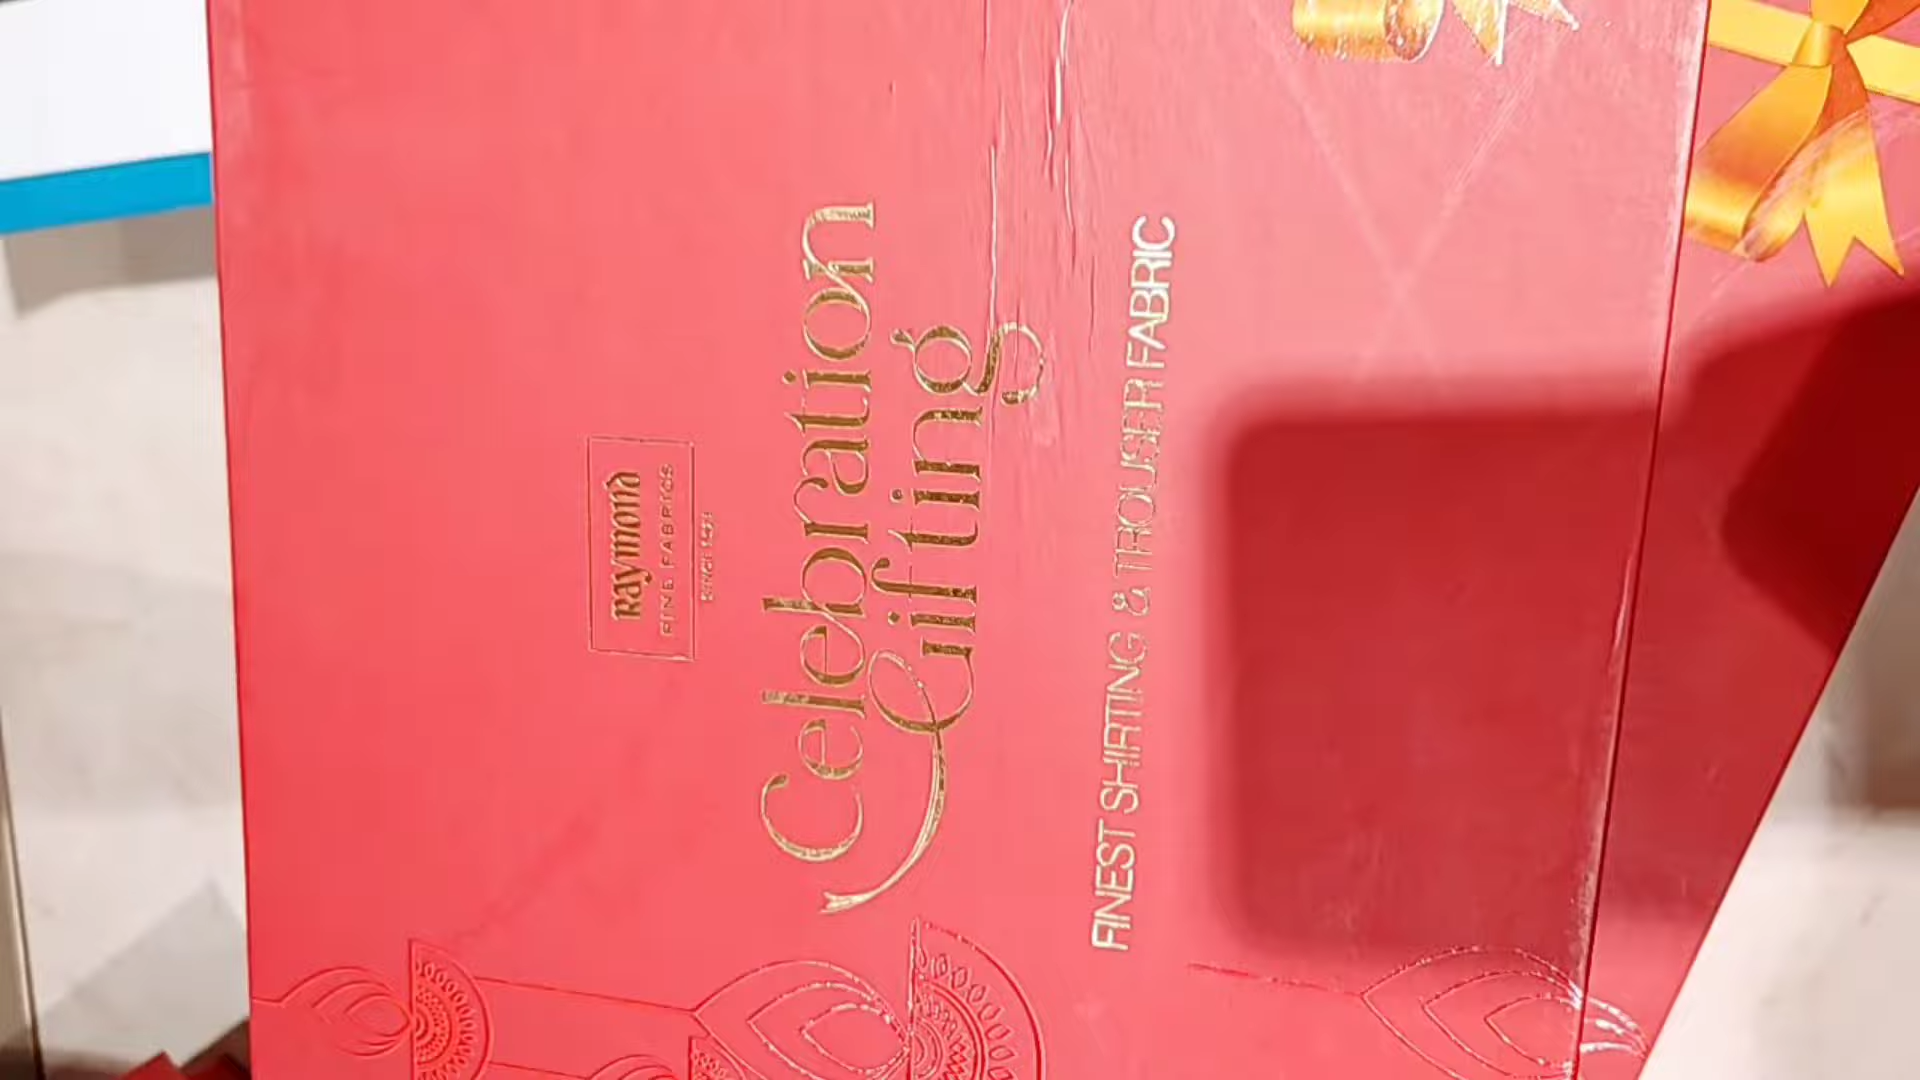 Raymond
FINE FABRICS
Celebration
Gifting
FINEST SHIRTING & TROUSER FABRIC